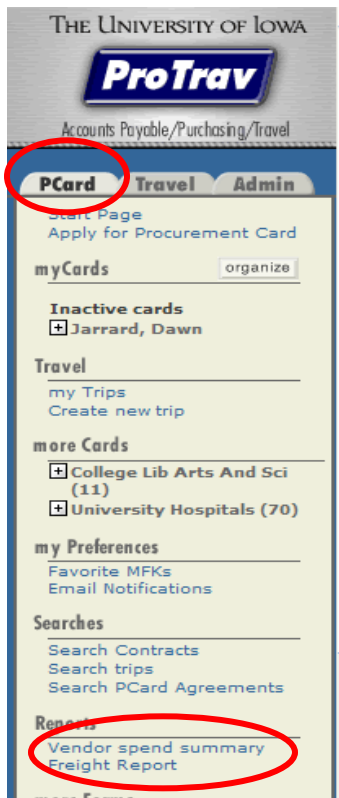 THE UNIVERSITY OF IOWA
ProTrav
Accounts Payable/Purchasing/Travel
PCard Travel Admin
Start Page
Apply for Procurement Card
myCards organize
Inactive cards
Jarrard, Dawn
Travel
my Trips
Create new trip
more Cards
College Lib Arts And Sci
(11)
University Hospitals (70)
my Preferences
Favorite MFKs
Email Notifications
Searches
Search Contracts
Search trips
Search PCard Agreements
Reports
Vendor spend summary
Freight Report
more Forms